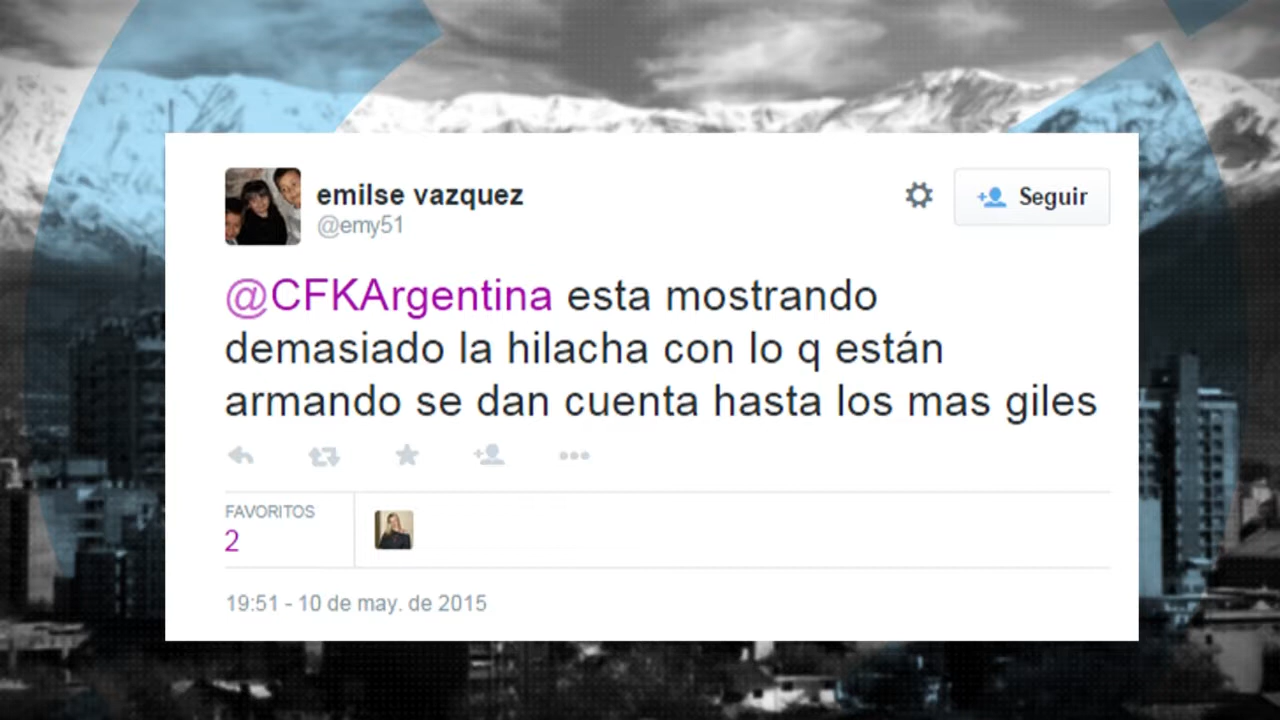 emilse vazquez
@emy51
Seguir
@CFKArgentina esta mostrando
demasiado la hilacha con lo q están
armando se dan cuenta hasta los mas giles
FAVORITOS
2
19:51 - 10 de may. de 2015